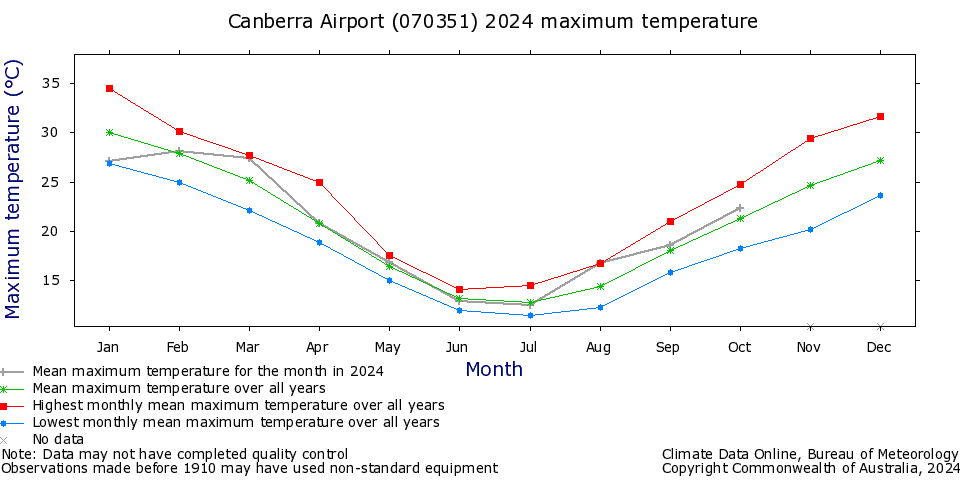 Canberra Airport (070351) 2024 maximum temperature
Maximum temperature (°C)
35
30
25
20
15
Jan Feb Mar Apr May Jun Jul Aug Sep Oct Nov Dec
Month
Mean maximum temperature for the month in 2024
Mean maximum temperature over all years
Highest monthly mean maximum temperature over all years
Lowest monthly mean maximum temperature over all years
No data
Note: Data may not have completed quality control
Observations made before 1910 may have used non-standard equipment
Climate Data Online, Bureau of Meteorology
Copyright Commonwealth of Australia, 2024